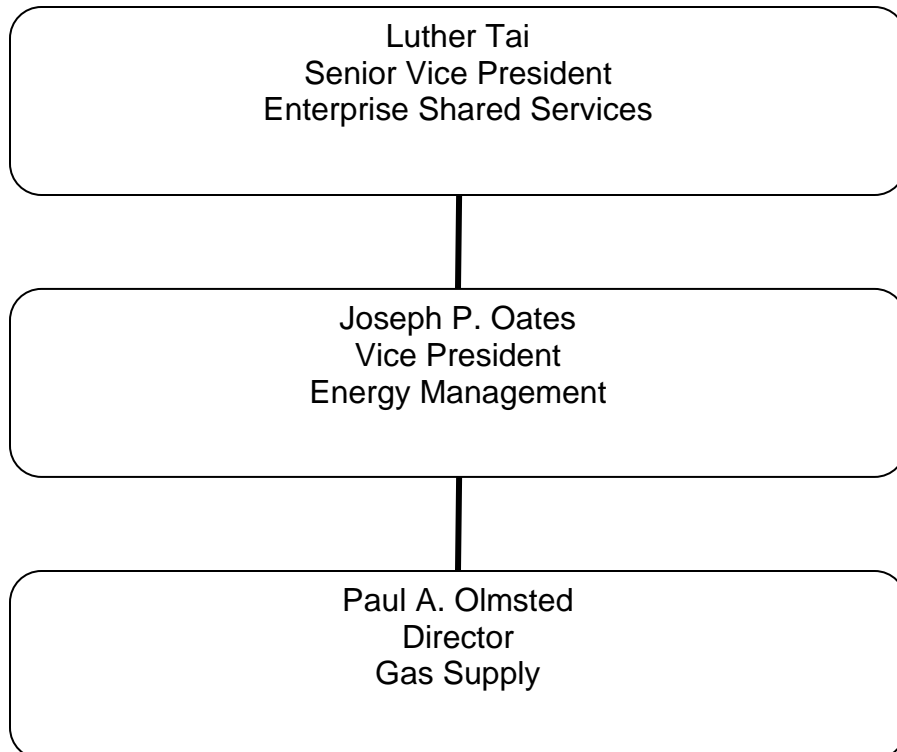 Luther Tai
Senior Vice President
Enterprise Shared Services
Joseph P. Oates
Vice President
Energy Management
Paul A. Olmsted
Director
Gas Supply